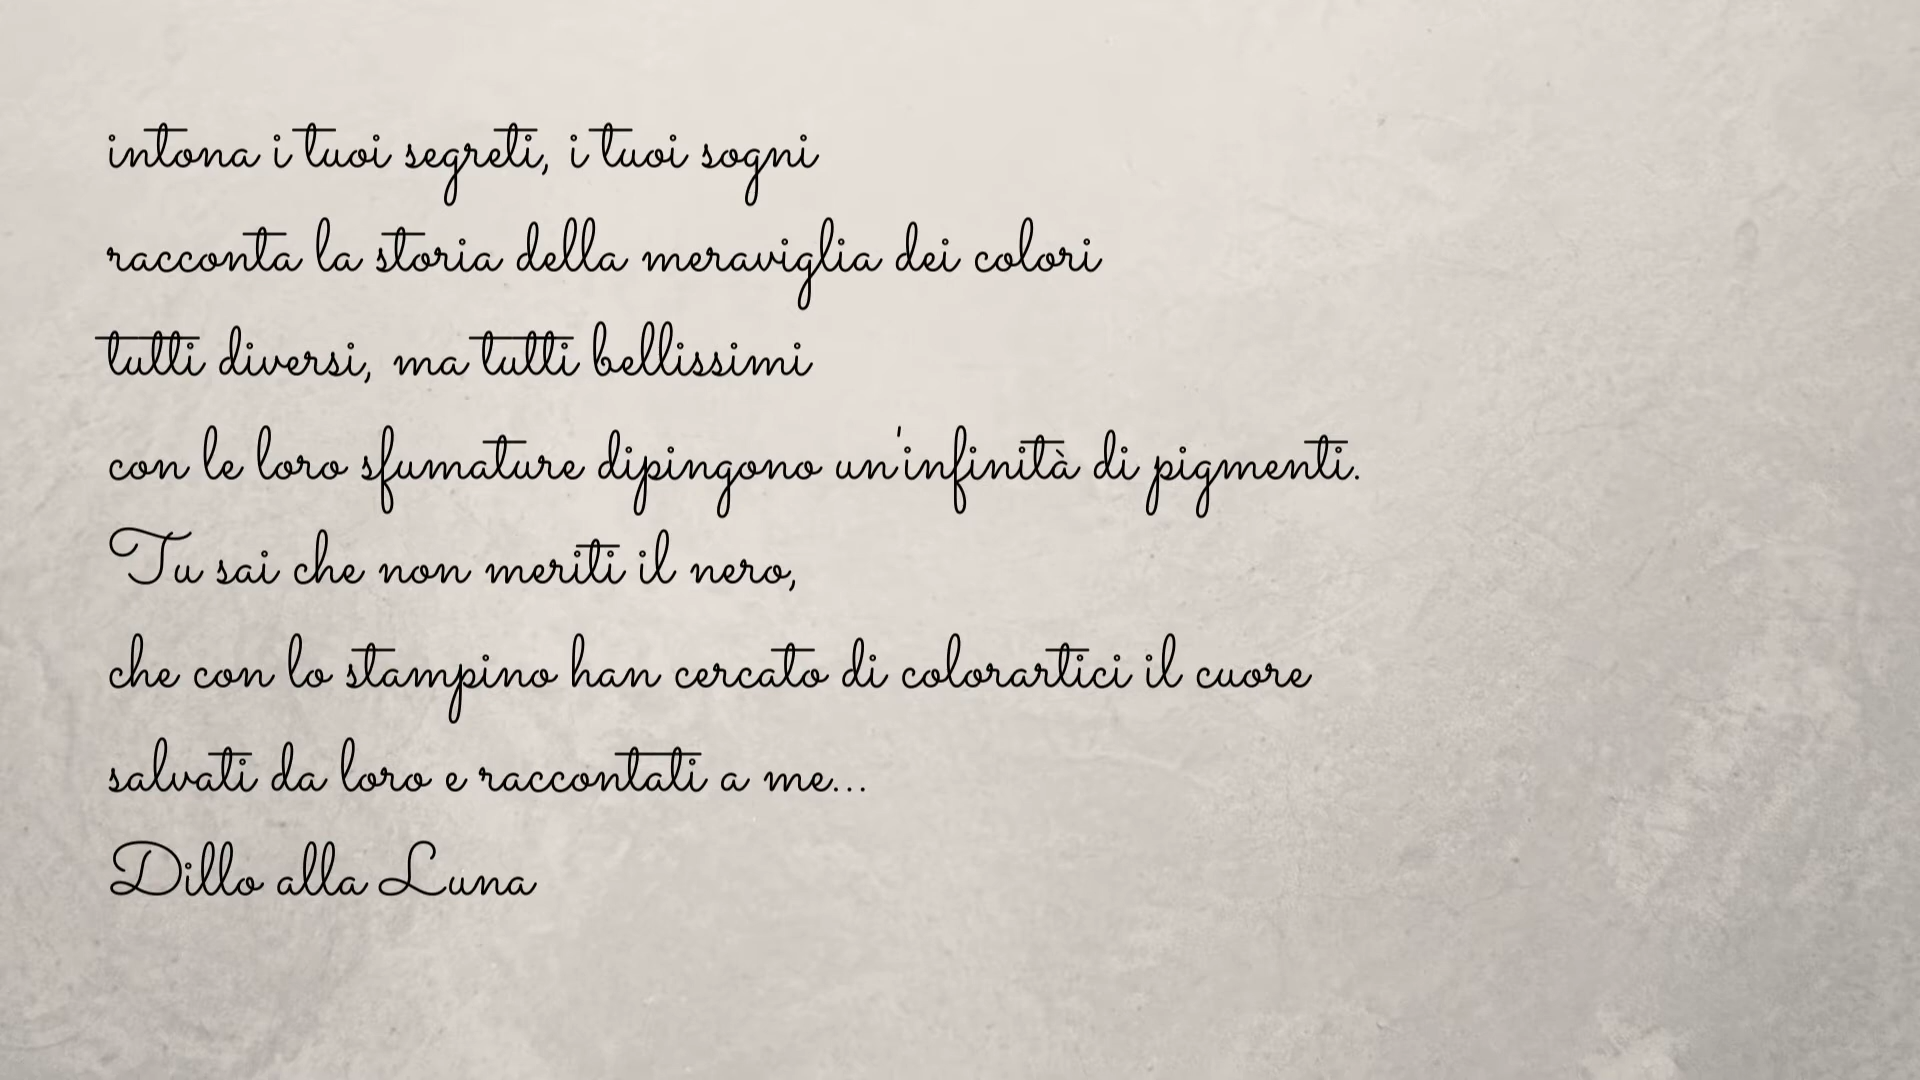 intona i tuoi segreti, i tuoi sogni
racconta la storia della meraviglia dei colori
tutti diversi, ma tutti bellissimi
con le loro sfumature dipingono un'infinità di pigmenti.
Tu sai che non meriti il nero,
che con lo stampino han cercato di colorartici il cuore
salvati da loro e raccontati a me...
Dillo alla Luna